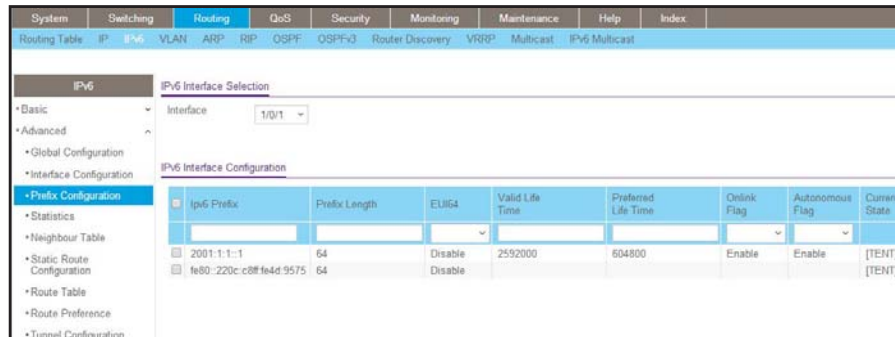 System Switching Routing QoS Security Monitoring Maintenance Help Index
Routing Table IP IPv6 VLAN ARP RIP OSPF OSPFv3 Router Discovery VRRP Multicast IPv6 Multicast
IPv6
IPv6 Interface Selection
Basic
Interface 1/0/1
Advanced
Global Configuration
Interface Configuration
IPv6 Interface Configuration
Prefix Configuration
Ipv6 Prefix Prefix Length EUI64 Valid Life Time Preferred Life Time Onlink Flag Autonomous Flag Current State
Statistics
Neighbour Table
Static Route Configuration
2001:1:1::1 64 Disable 2592000 604800 Enable Enable [TENT
fe80::220c:c8ff:fe4d:9575 64 Disable [TENT
Route Table
Route Preference
Tunnel Configuration